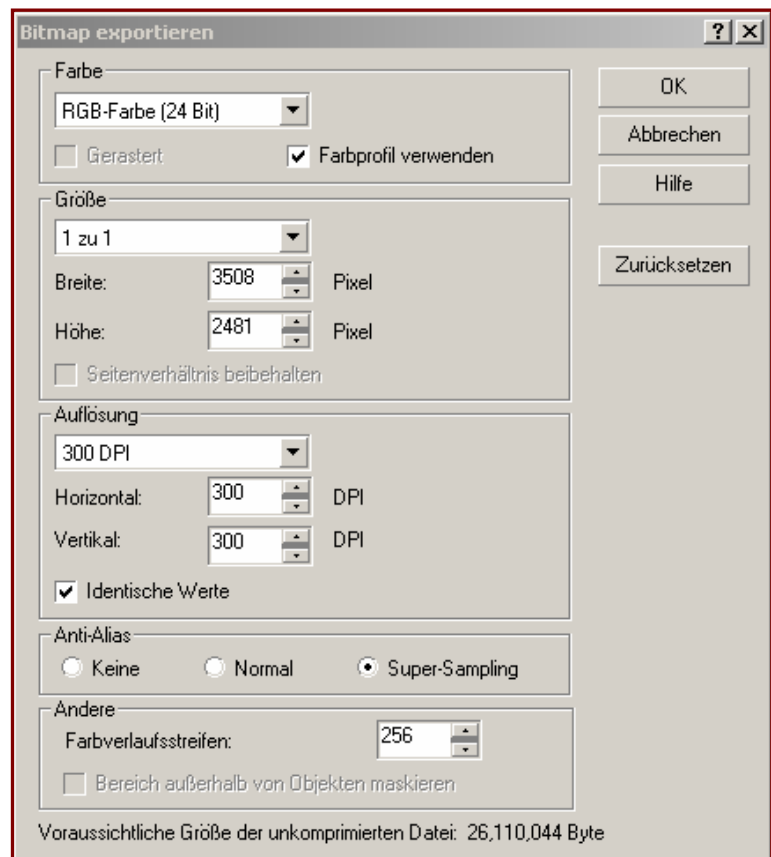 Bitmap exportieren
Farbe
RGB-Farbe (24 Bit)
Gerastert Farbprofil verwenden
OK
Abbrechen
Hilfe
Zurücksetzen
Größe
1 zu 1
Breite: 3508 Pixel
Höhe: 2481 Pixel
Seitenverhältnis beibehalten
Auflösung
300 DPI
Horizontal: 300 DPI
Vertikal: 300 DPI
Identische Werte
Anti-Alias
Keine Normal Super-Sampling
Andere
Farbverlaufsstreifen: 256
Bereich außerhalb von Objekten maskieren
Voraussichtliche Größe der unkomprimierten Datei: 26,110,044 Byte